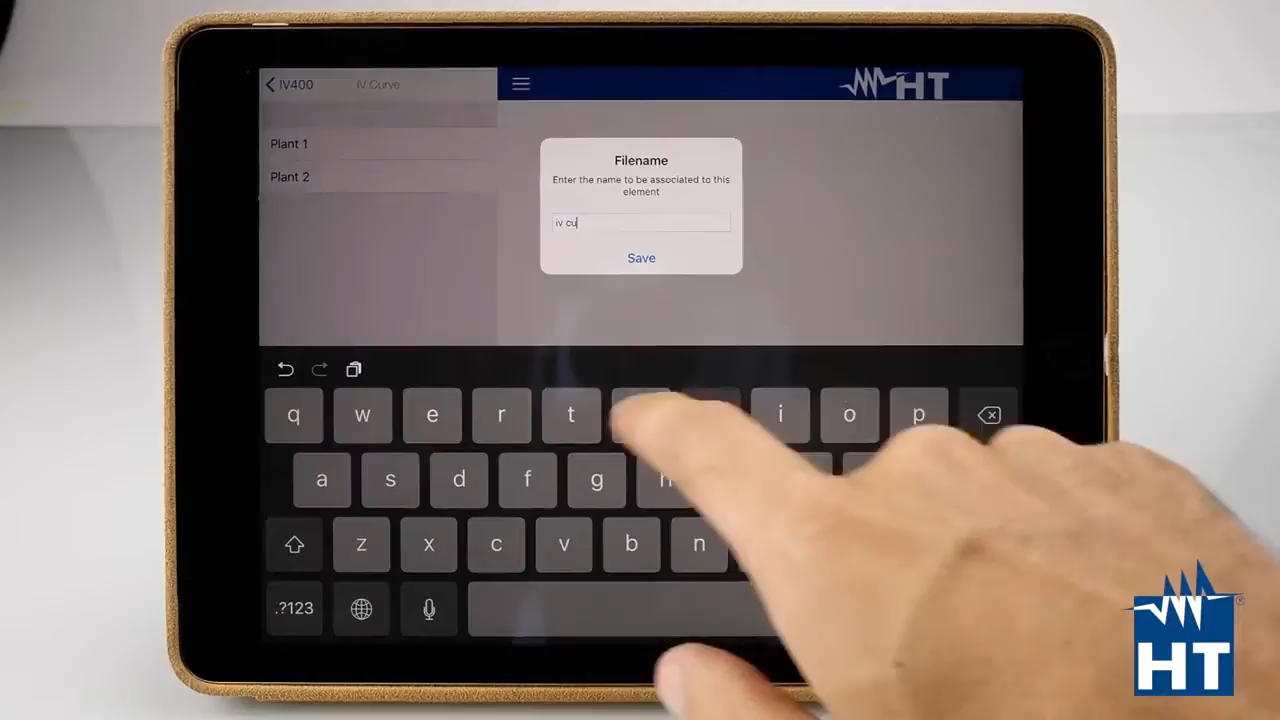 IV400
IV Curve
HT
Plant 1
Plant 2
Filename
Enter the name to be associated to this
element
iv cu
Save
q w e r t i o p
a s d f g
z x c v b n
.?123
HT